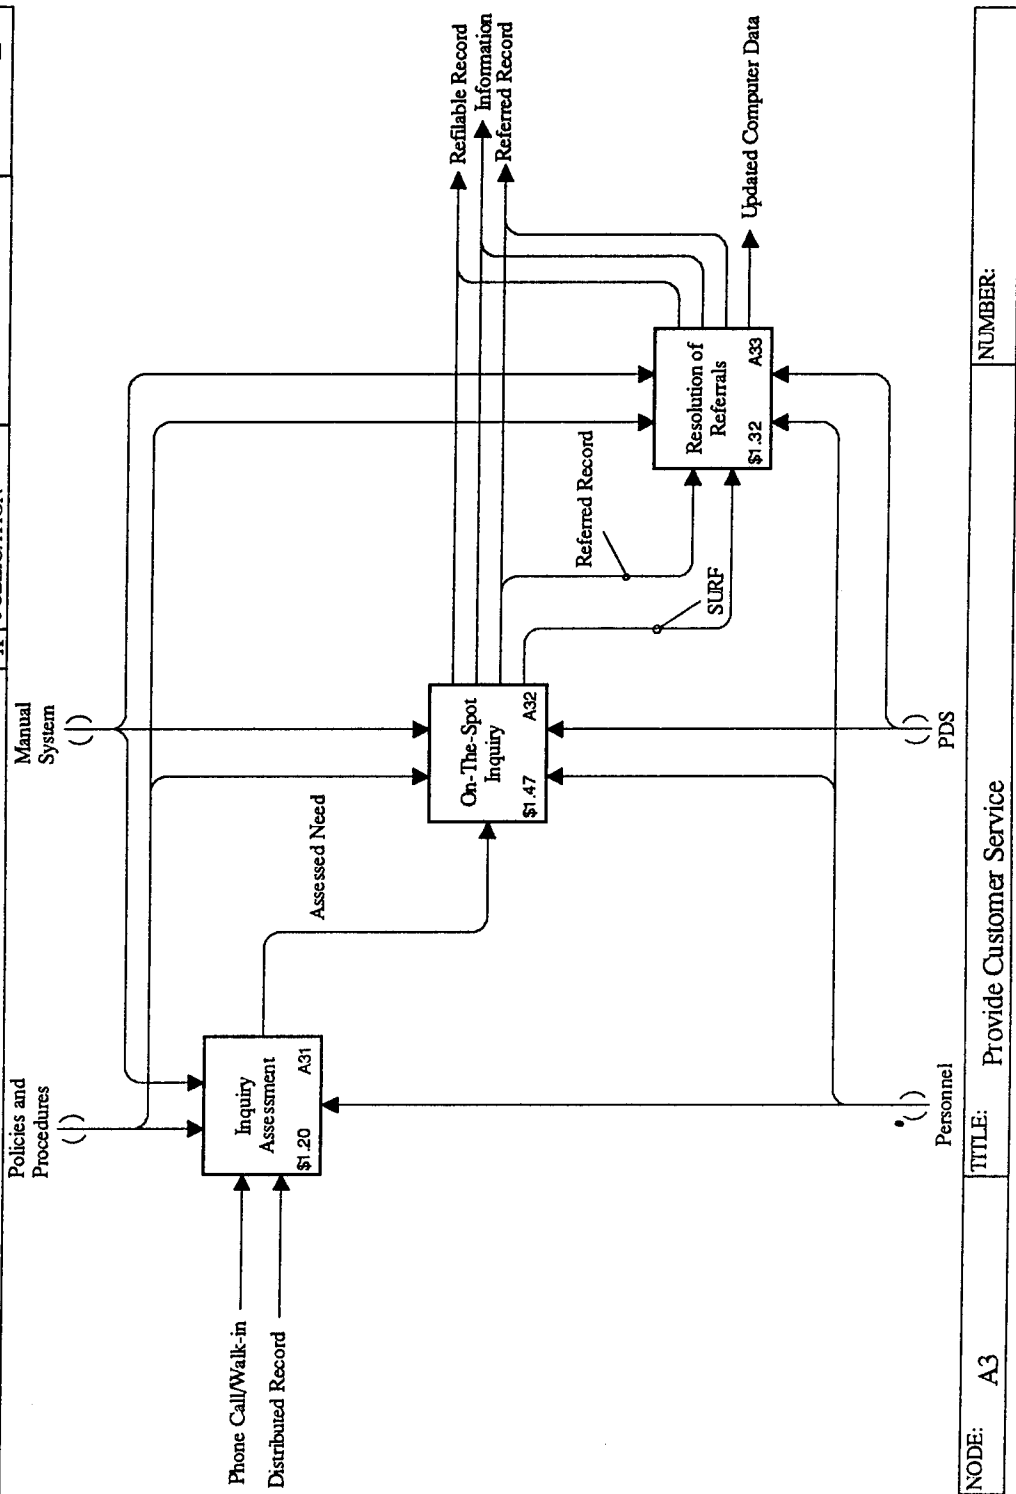 Policies and
Procedures
Manual
System
Phone Call/Walk-in
Distributed Record
Inquiry
Assessment
$1.20
A31
Assessed Need
On-The-Spot
Inquiry
$1.47
A32
Referred Record
SURF
Resolution of
Referrals
$1.32
A33
Refilable Record
Information
Referred Record
Updated Computer Data
Personnel
PDS
NODE:
A3
TITLE:
Provide Customer Service
NUMBER: